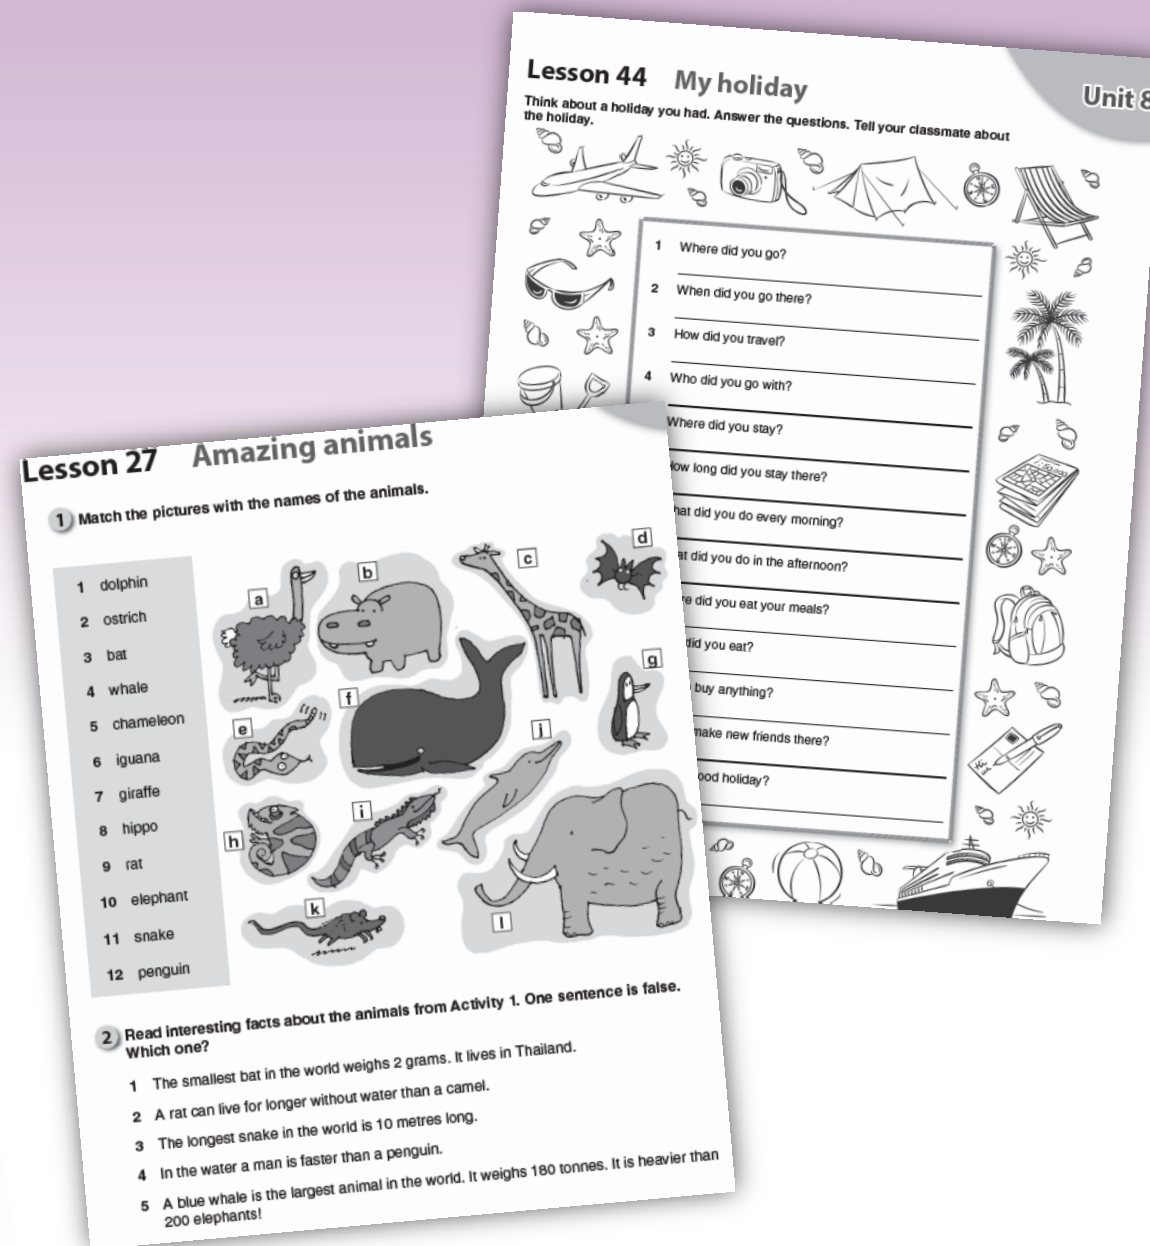 Lesson 44 My holiday
Unit 8
Think about a holiday you had. Answer the questions. Tell your classmate about
the holiday.
1 Where did you go?
2 When did you go there?
3 How did you travel?
4 Who did you go with?
Where did you stay?
ow long did you stay there?
hat did you do every morning?
at did you do in the afternoon?
re did you eat your meals?
did you eat?
buy anything?
make new friends there?
ood holiday?
Lesson 27 Amazing animals
1 Match the pictures with the names of the animals.
1 dolphin
2 ostrich
3 bat
4 whale
5 chameleon
6 iguana
7 giraffe
8 hippo
9 rat
10 elephant
11 snake
12 penguin
a
b
c
d
e
f
g
h
i
j
k
l
2 Read interesting facts about the animals from Activity 1. One sentence is false.
Which one?
1 The smallest bat in the world weighs 2 grams. It lives in Thailand.
2 A rat can live for longer without water than a camel.
3 The longest snake in the world is 10 metres long.
4 In the water a man is faster than a penguin.
5 A blue whale is the largest animal in the world. It weighs 180 tonnes. It is heavier than
200 elephants!